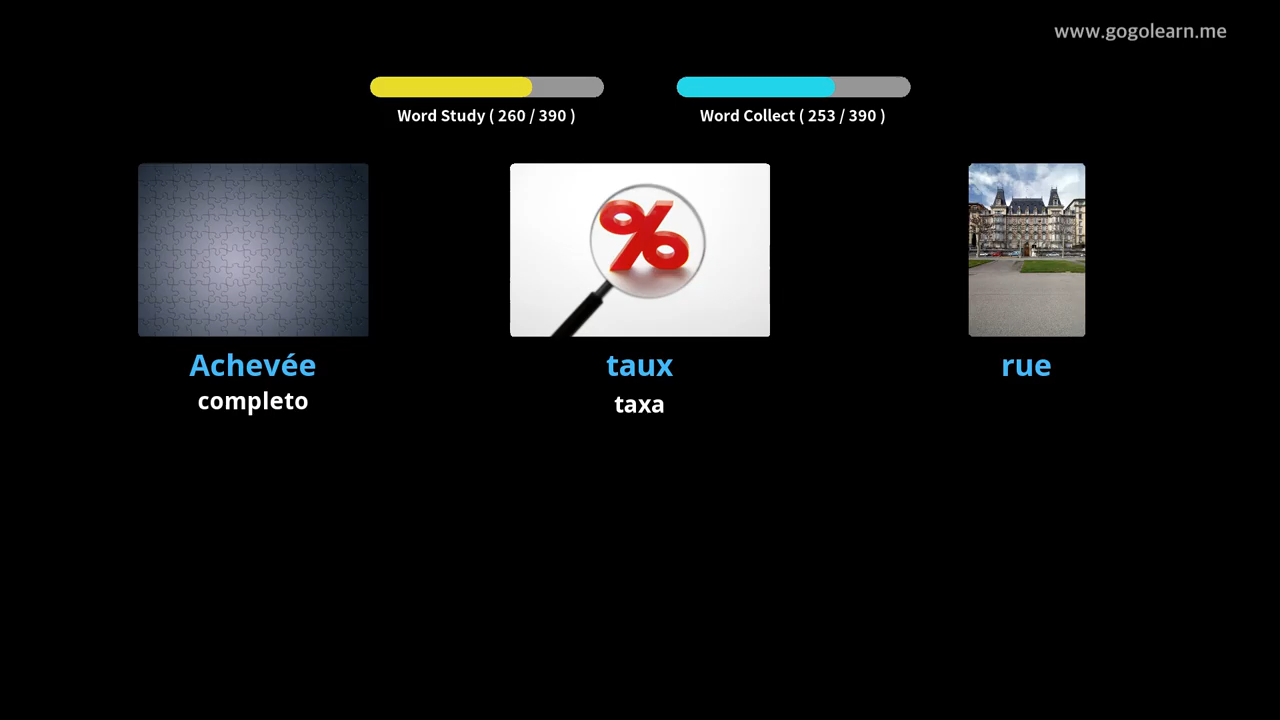 www.gogolearn.me
Word Study ( 260 / 390 )
Word Collect ( 253 / 390 )
Achevée
completo
taux
taxa
rue
%